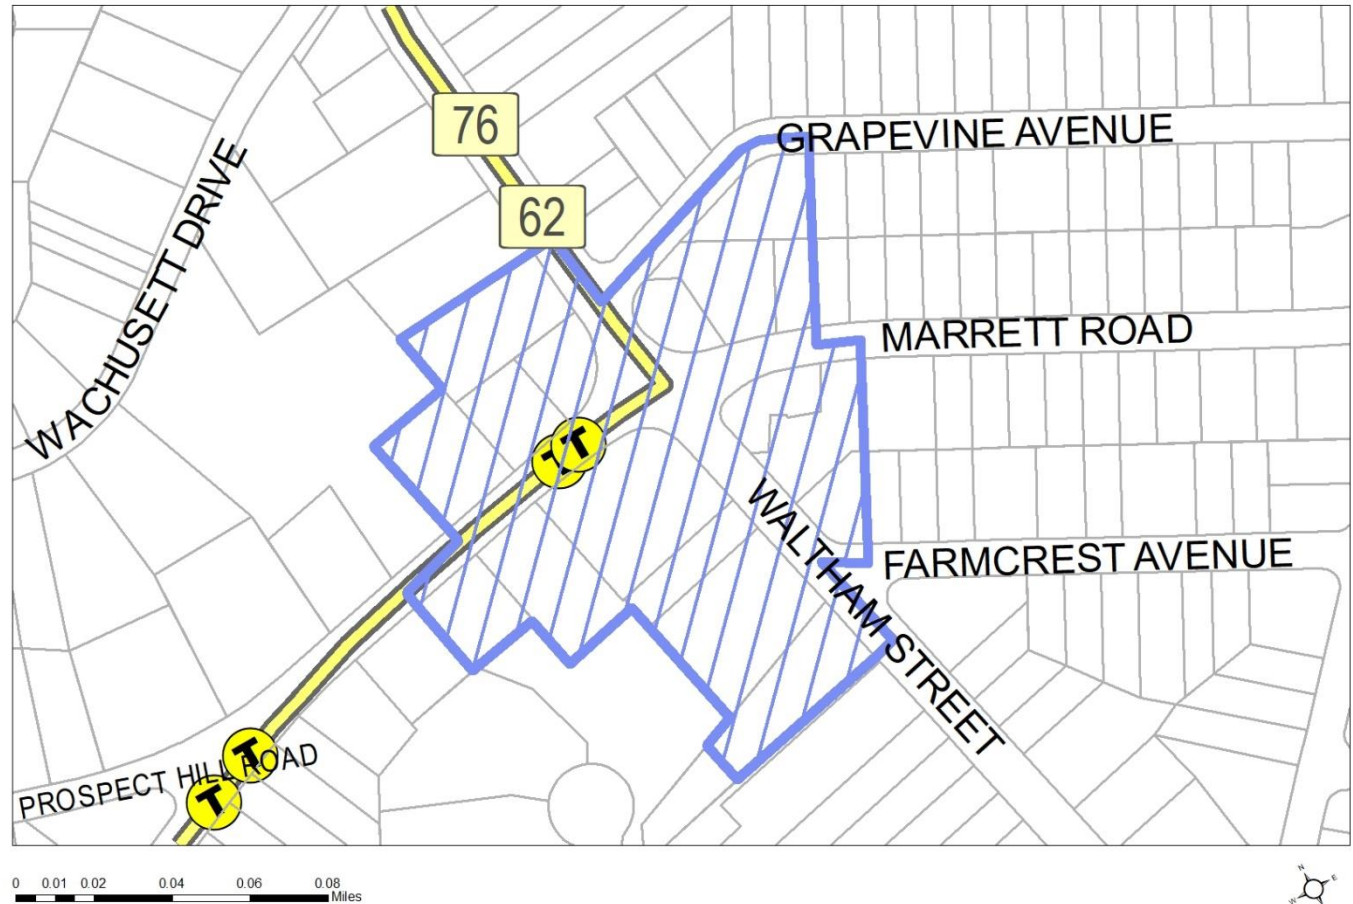 76
GRAPEVINE AVENUE
62
WACHUSETT DRIVE
MARRETT ROAD
T
T
WALTHAM STREET
FARMCREST AVENUE
T
PROSPECT HILL ROAD
T
0 0.01 0.02 0.04 0.06 0.08
Miles
N
E
W
S